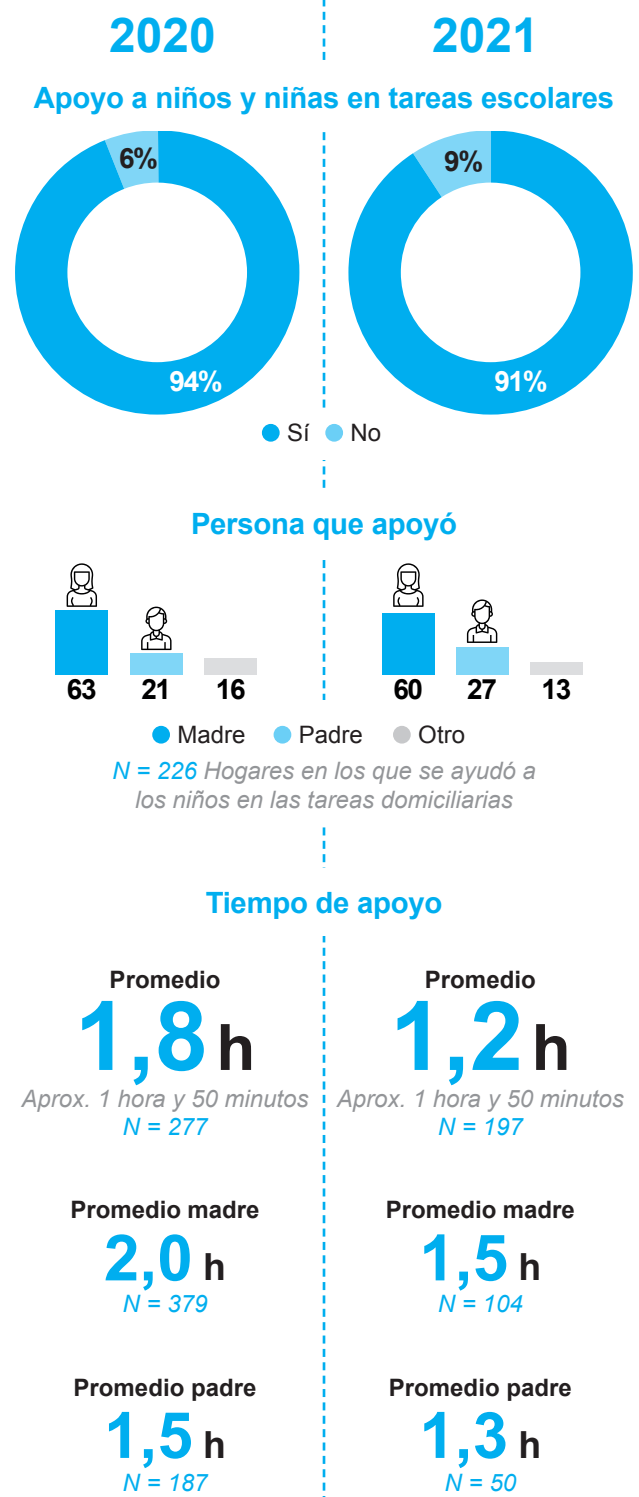 2020 2021
Apoyo a niños y niñas en tareas escolares
6% 9%
94% 91%
Sí No
Persona que apoyó
63 21 16 60 27 13
Madre Padre Otro
N = 226 Hogares en los que se ayudó a
los niños en las tareas domiciliarias
Tiempo de apoyo
Promedio Promedio
1,8 h 1,2 h
Aprox. 1 hora y 50 minutos Aprox. 1 hora y 50 minutos
N = 277 N = 197
Promedio madre Promedio madre
2,0 h 1,5 h
N = 379 N = 104
Promedio padre Promedio padre
1,5 h 1,3 h
N = 187 N = 50